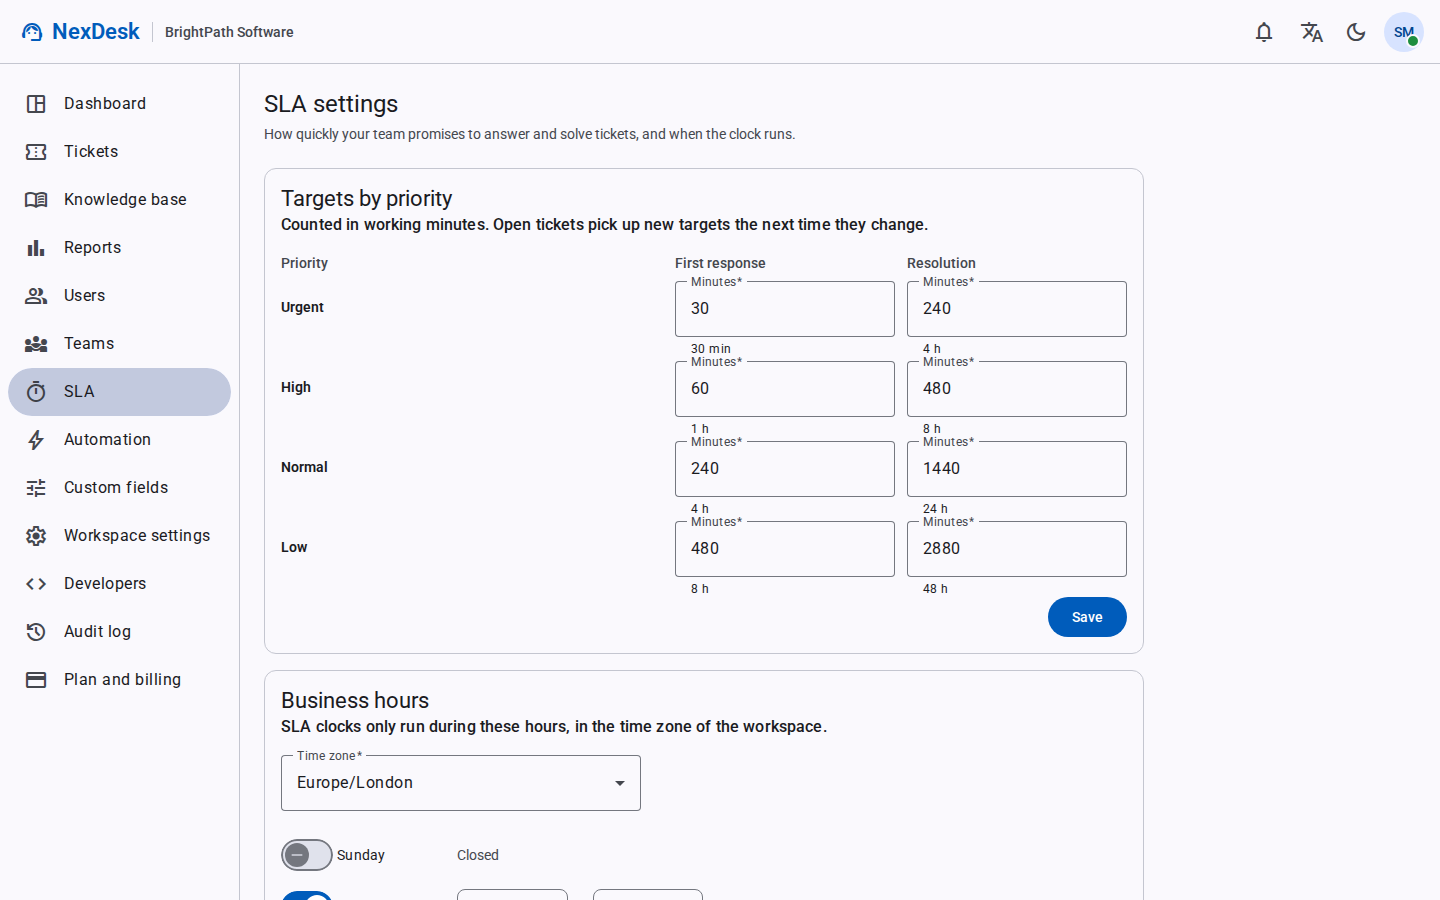 NexDesk
BrightPath Software
SM
Dashboard
Tickets
Knowledge base
Reports
Users
Teams
SLA
Automation
Custom fields
Workspace settings
Developers
Audit log
Plan and billing
SLA settings
How quickly your team promises to answer and solve tickets, and when the clock runs.
Targets by priority
Counted in working minutes. Open tickets pick up new targets the next time they change.
Priority First response Resolution
Minutes* Minutes*
Urgent 30 240
30 min 4 h
Minutes* Minutes*
High 60 480
1 h 8 h
Minutes* Minutes*
Normal 240 1440
4 h 24 h
Minutes* Minutes*
Low 480 2880
8 h 48 h
Save
Business hours
SLA clocks only run during these hours, in the time zone of the workspace.
Time zone*
Europe/London
Sunday Closed